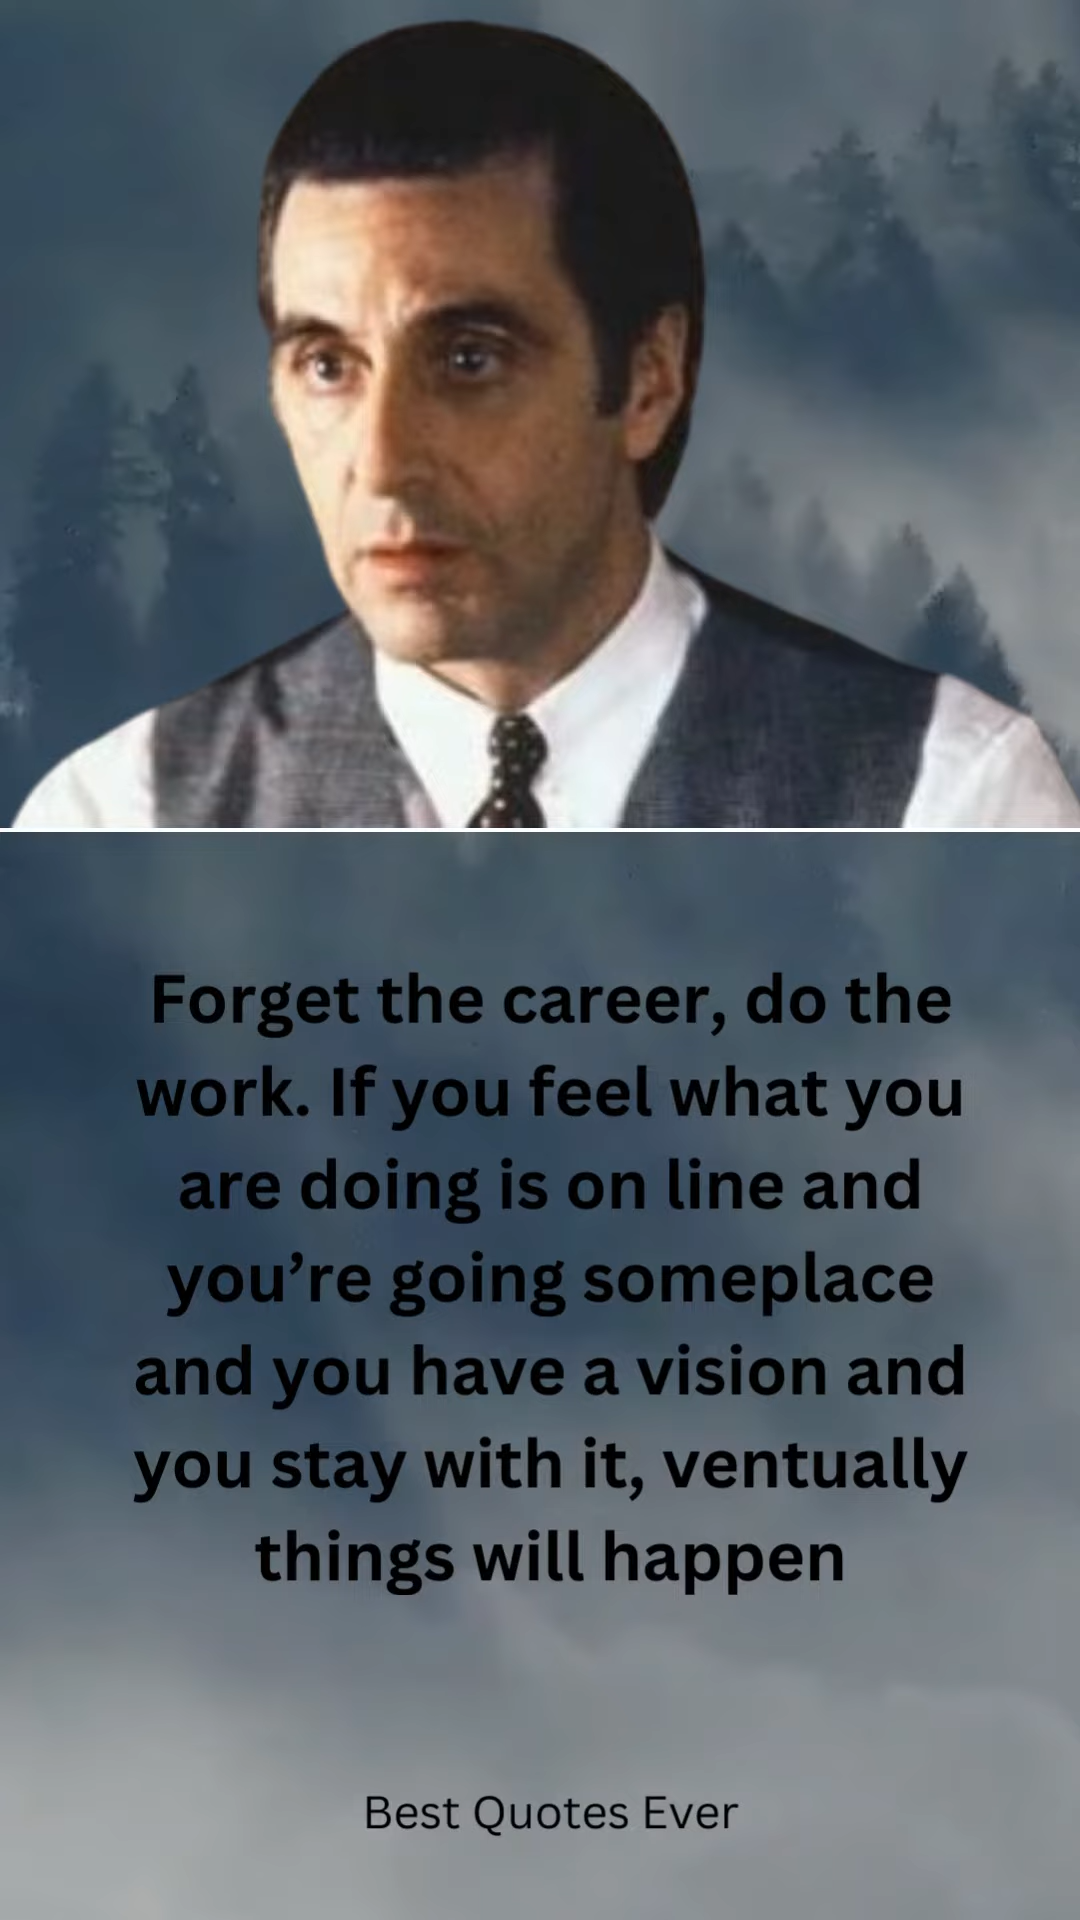 Forget the career, do the
work. If you feel what you
are doing is on line and
you’re going someplace
and you have a vision and
you stay with it, ventually
things will happen
Best Quotes Ever